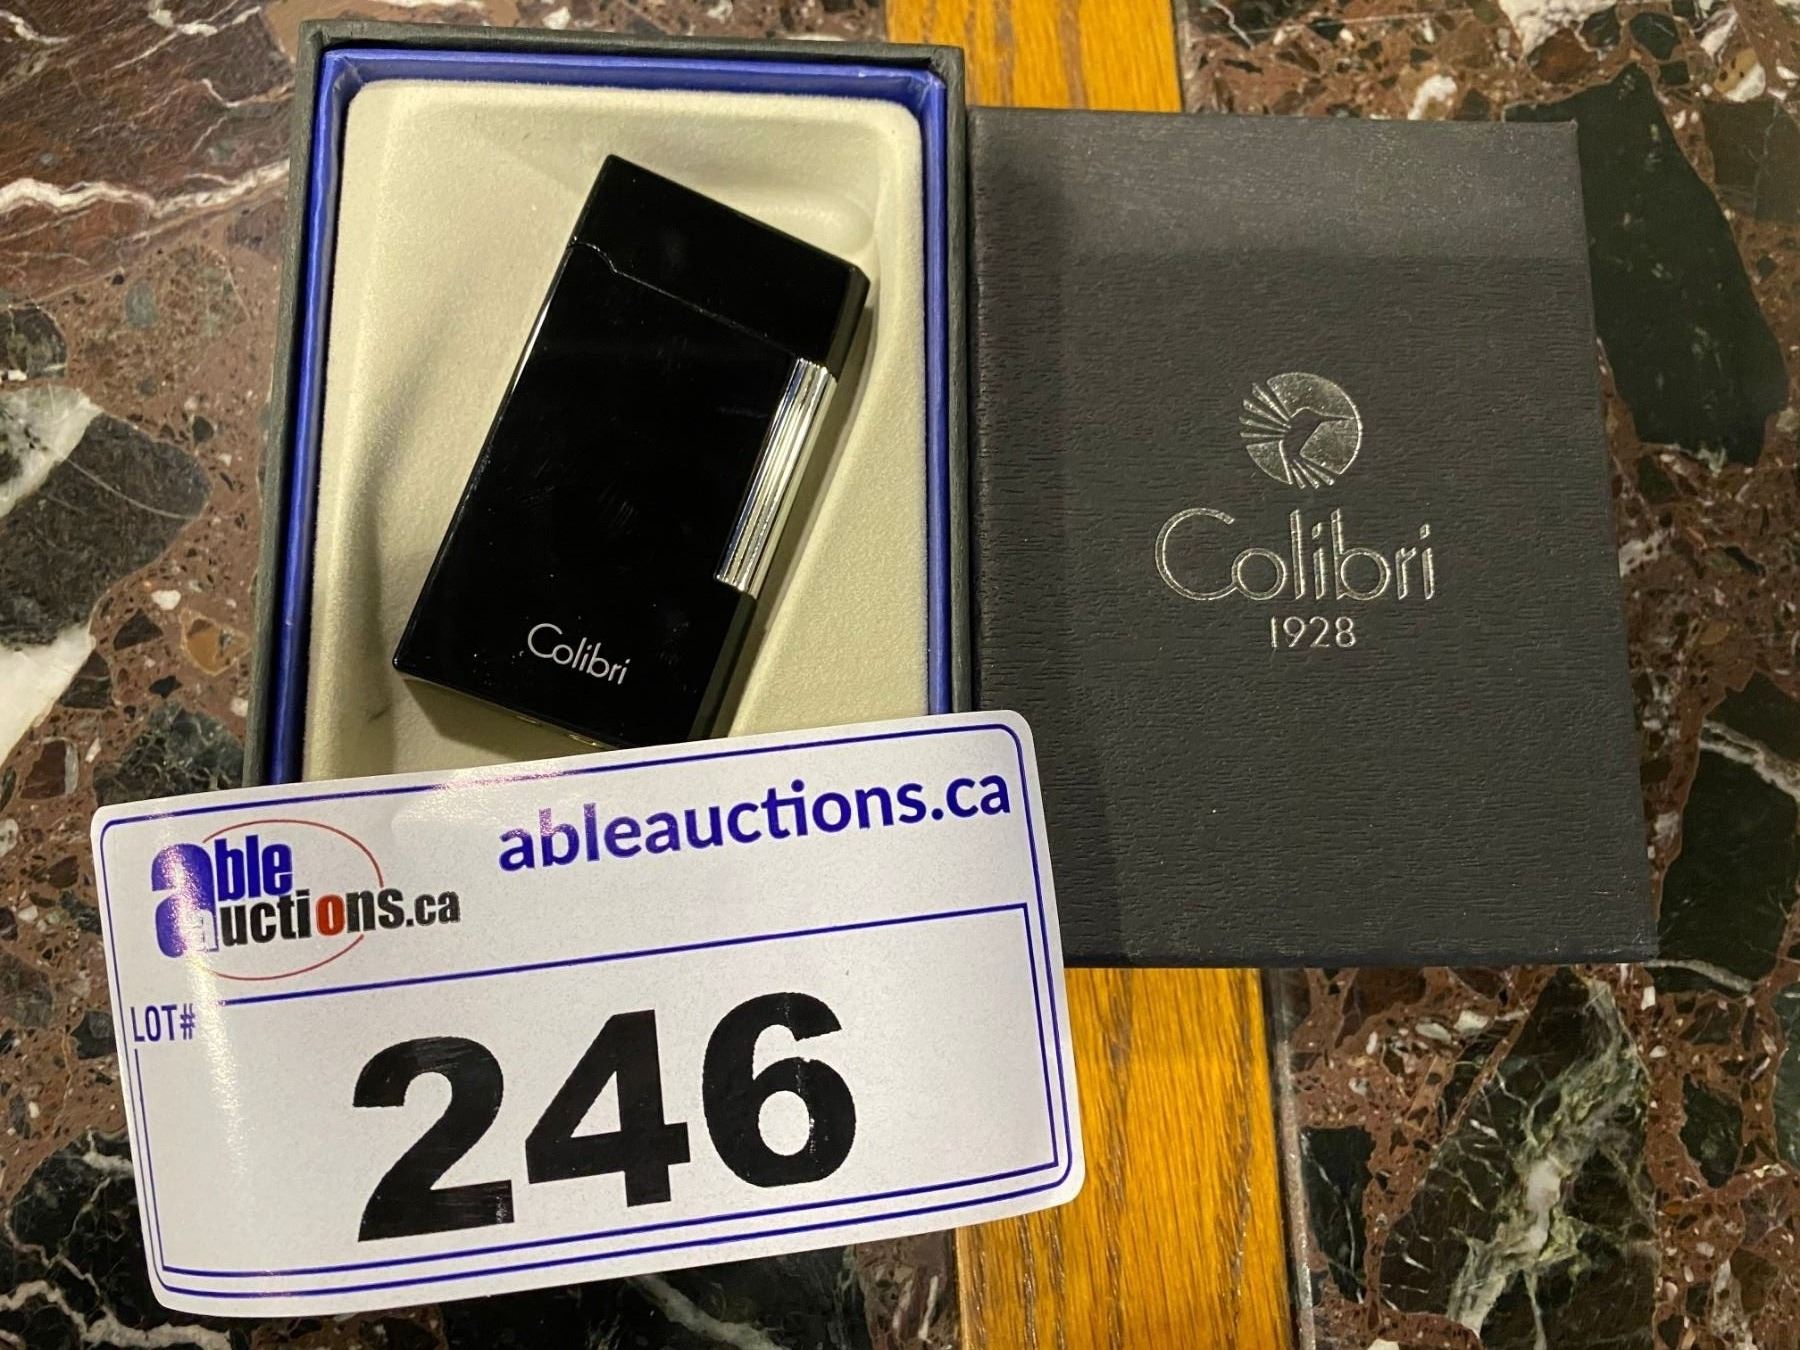 Colibri
Colibri
1928
ableauctions.ca
able
auctions.ca
LOT#
246